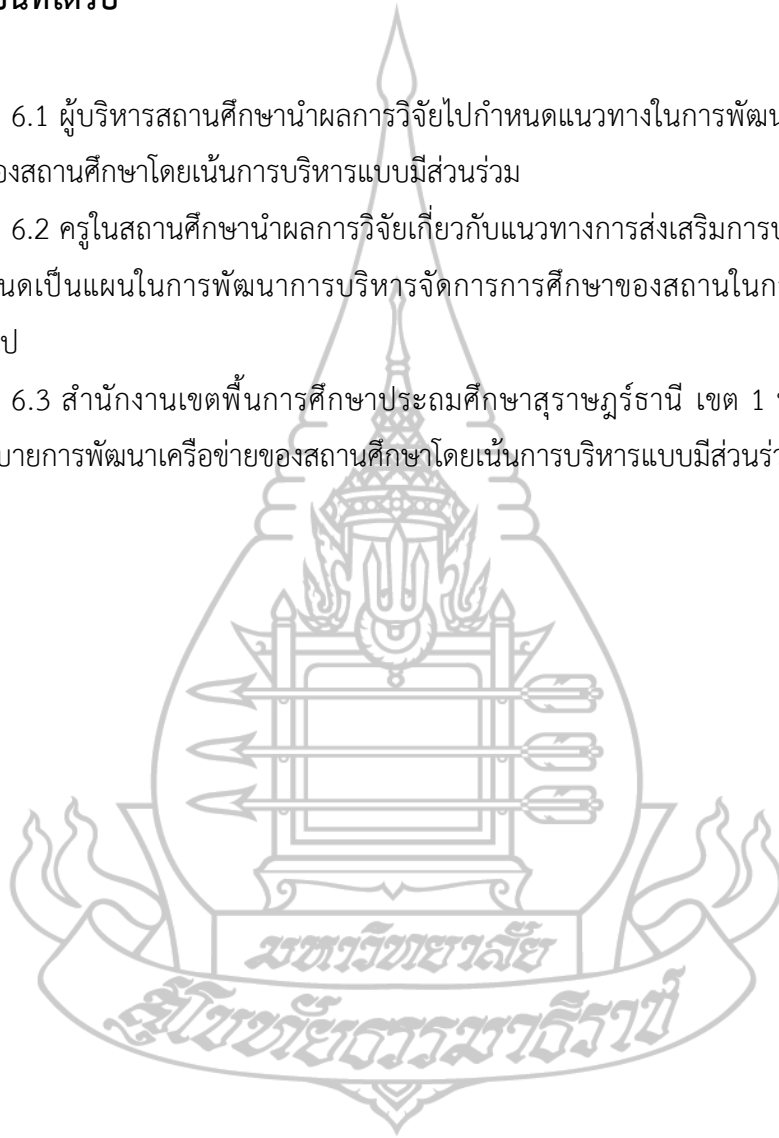 6.1 ผู้บริหารสถานศึกษานำผลการวิจัยไปกำหนดแนวทางในการพัฒน
องสถานศึกษาโดยเน้นการบริหารแบบมีส่วนร่วม
6.2 ครูในสถานศึกษานำผลการวิจัยเกี่ยวกับแนวทางการส่งเสริมการบ
นดเป็นแผนในการพัฒนาการบริหารจัดการการศึกษาของสถานในก
ป
6.3 สำนักงานเขตพื้นการศึกษาประถมศึกษาสุราษฎร์ธานี เขต 1
บายการพัฒนาเครือข่ายของสถานศึกษาโดยเน้นการบริหารแบบมีส่วนร่ว
มหาวิทยาลัย
สุโขทัยธรรมาธิราช